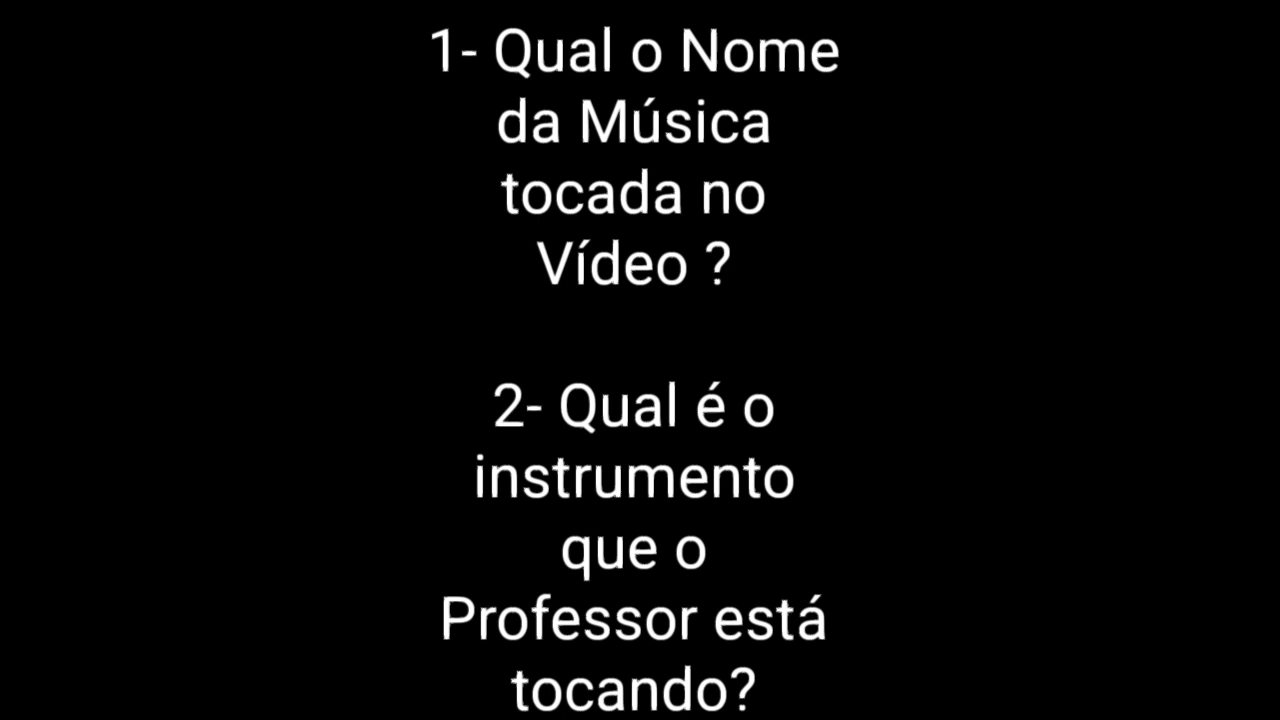 1- Qual o Nome
da Música
tocada no
Vídeo ?
2- Qual é o
instrumento
que o
Professor está
tocando?